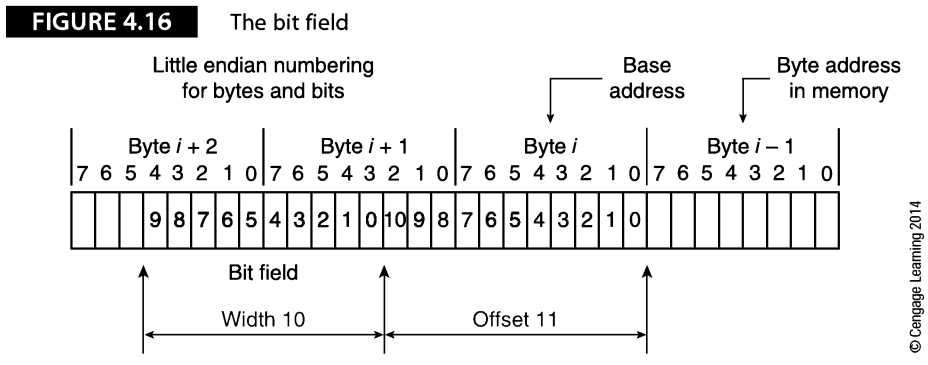 FIGURE 4.16 The bit field
Little endian numbering
for bytes and bits
Base
address
Byte address
in memory
Byte i + 2 Byte i + 1 Byte i Byte i – 1
7 6 5 4 3 2 1 0 7 6 5 4 3 2 1 0 7 6 5 4 3 2 1 0 7 6 5 4 3 2 1 0
9 8 7 6 5 4 3 2 1 0 10 9 8 7 6 5 4 3 2 1 0
Bit field
Width 10 Offset 11
© Cengage Learning 2014